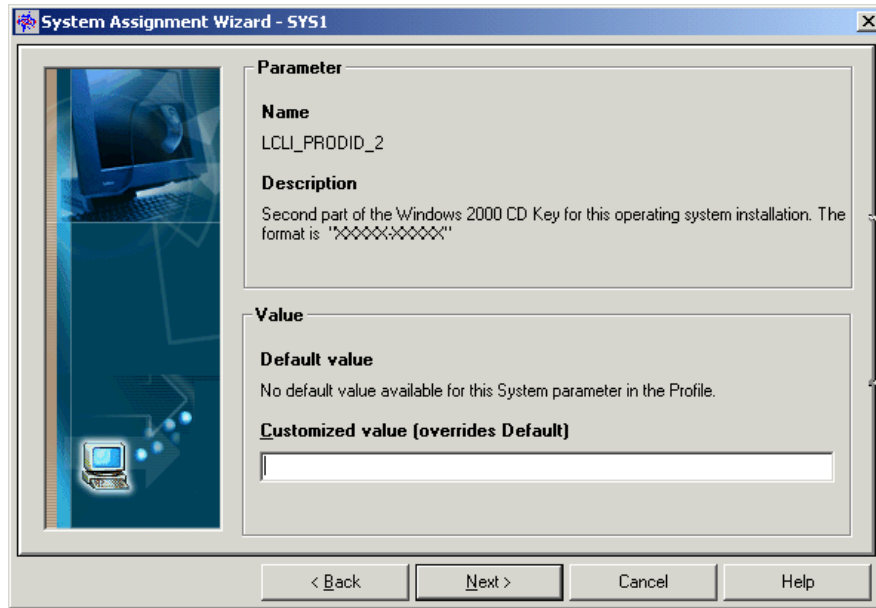 System Assignment Wizard - SYS1
Parameter
Name
LCLI_PRODID_2
Description
Second part of the Windows 2000 CD Key for this operating system installation. The
format is "XXXXX-XXXXX"
Value
Default value
No default value available for this System parameter in the Profile.
Customized value (overrides Default)
< Back
Next >
Cancel
Help